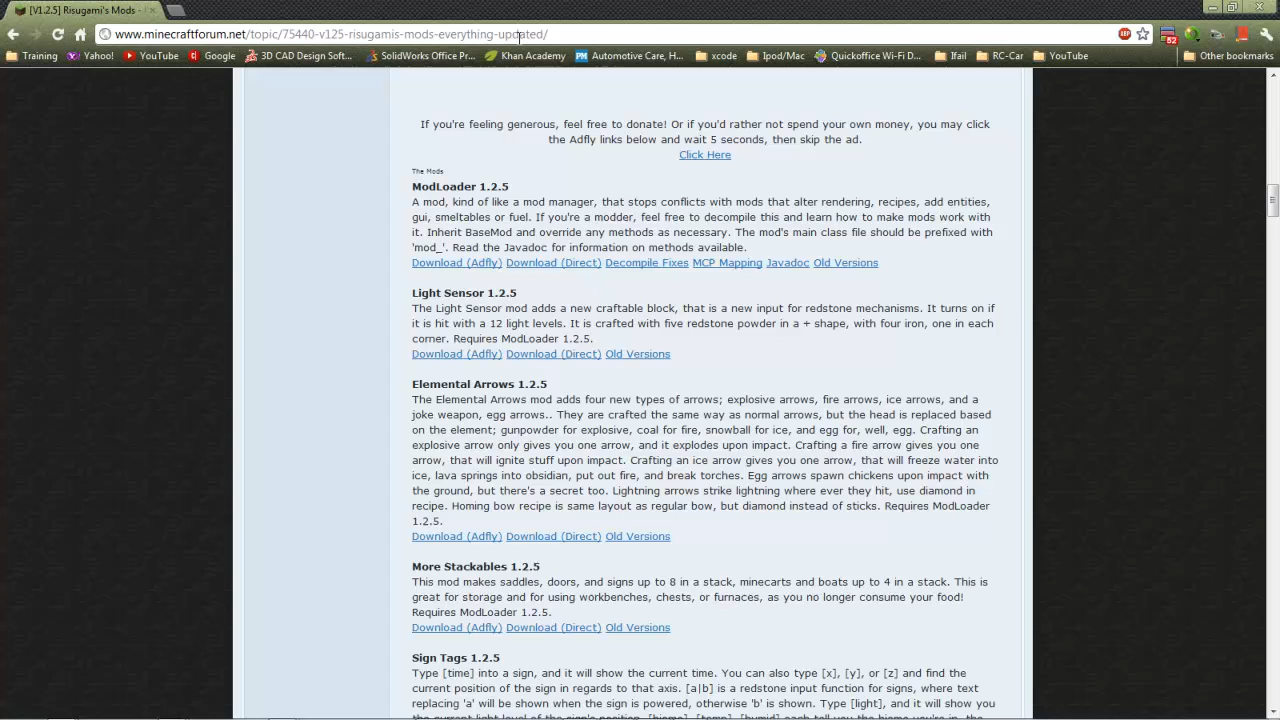 [V1.2.5] Risugami's Mods -
www.minecraftforum.net/topic/75440-v125-risugamis-mods-everything-updated/
Training Yahoo! YouTube Google 3D CAD Design Soft... SolidWorks Office Pr... Khan Academy Automotive Care, H... xcode Ipod/Mac Quickoffice Wi-Fi D... Ifail RC-Car YouTube Other bookmarks
If you're feeling generous, feel free to donate! Or if you'd rather not spend your own money, you may click
the Adfly links below and wait 5 seconds, then skip the ad.
Click Here
The Mods
ModLoader 1.2.5
A mod, kind of like a mod manager, that stops conflicts with mods that alter rendering, recipes, add entities,
gui, smeltables or fuel. If you're a modder, feel free to decompile this and learn how to make mods work with
it. Inherit BaseMod and override any methods as necessary. The mod's main class file should be prefixed with
'mod_'. Read the Javadoc for information on methods available.
Download (Adfly) Download (Direct) Decompile Fixes MCP Mapping Javadoc Old Versions
Light Sensor 1.2.5
The Light Sensor mod adds a new craftable block, that is a new input for redstone mechanisms. It turns on if
it is hit with a 12 light levels. It is crafted with five redstone powder in a + shape, with four iron, one in each
corner. Requires ModLoader 1.2.5.
Download (Adfly) Download (Direct) Old Versions
Elemental Arrows 1.2.5
The Elemental Arrows mod adds four new types of arrows; explosive arrows, fire arrows, ice arrows, and a
joke weapon, egg arrows.. They are crafted the same way as normal arrows, but the head is replaced based
on the element; gunpowder for explosive, coal for fire, snowball for ice, and egg for, well, egg. Crafting an
explosive arrow only gives you one arrow, and it explodes upon impact. Crafting a fire arrow gives you one
arrow, that will ignite stuff upon impact. Crafting an ice arrow gives you one arrow, that will freeze water into
ice, lava springs into obsidian, put out fire, and break torches. Egg arrows spawn chickens upon impact with
the ground, but there's a secret too. Lightning arrows strike lightning where ever they hit, use diamond in
recipe. Homing bow recipe is same layout as regular bow, but diamond instead of sticks. Requires ModLoader
1.2.5.
Download (Adfly) Download (Direct) Old Versions
More Stackables 1.2.5
This mod makes saddles, doors, and signs up to 8 in a stack, minecarts and boats up to 4 in a stack. This is
great for storage and for using workbenches, chests, or furnaces, as you no longer consume your food!
Requires ModLoader 1.2.5.
Download (Adfly) Download (Direct) Old Versions
Sign Tags 1.2.5
Type [time] into a sign, and it will show the current time. You can also type [x], [y], or [z] and find the
current position of the sign in regards to that axis. [a|b] is a redstone input function for signs, where text
replacing 'a' will be shown when the sign is powered, otherwise 'b' is shown. Type [light], and it will show you
the current light level of the sign's position. [biome], [temp], [humid] each tell you the biome you're in, the